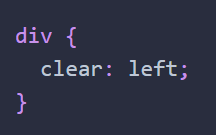 div {
  clear: left;
}